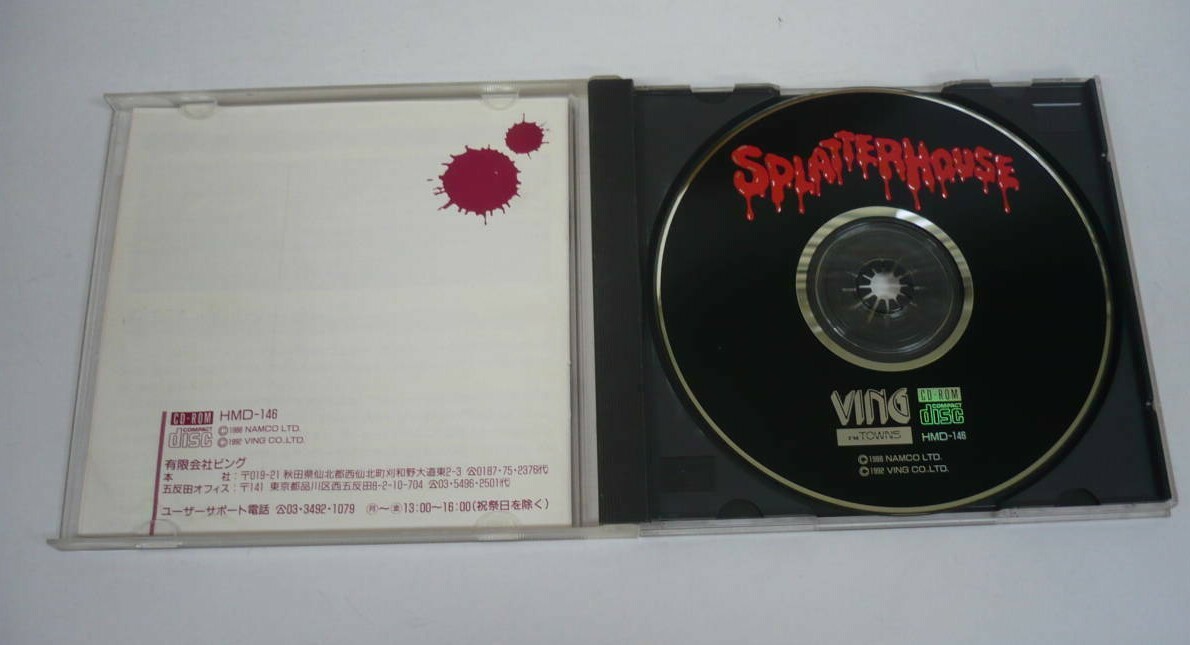 CD-ROM HMD-146
COMPACT
disc
©1988 NAMCO LTD.
©1992 VING CO.,LTD.
有限会社ビング
本　　　社：〒019-21 秋田県仙北郡西仙北町刈和野大道東2-3 ☎0187-75-2376代
五反田オフィス：〒141 東京都品川区西五反田8-2-10-704 ☎03-5496-2501代
ユーザーサポート電話 ☎03-3492-1079 ㊊〜㊎13:00〜16:00(祝祭日を除く)
SPLATTERHOUSE
VING
FM TOWNS
CD-ROM
COMPACT
disc
HMD-146
©1988 NAMCO LTD.
©1992 VING CO.,LTD.